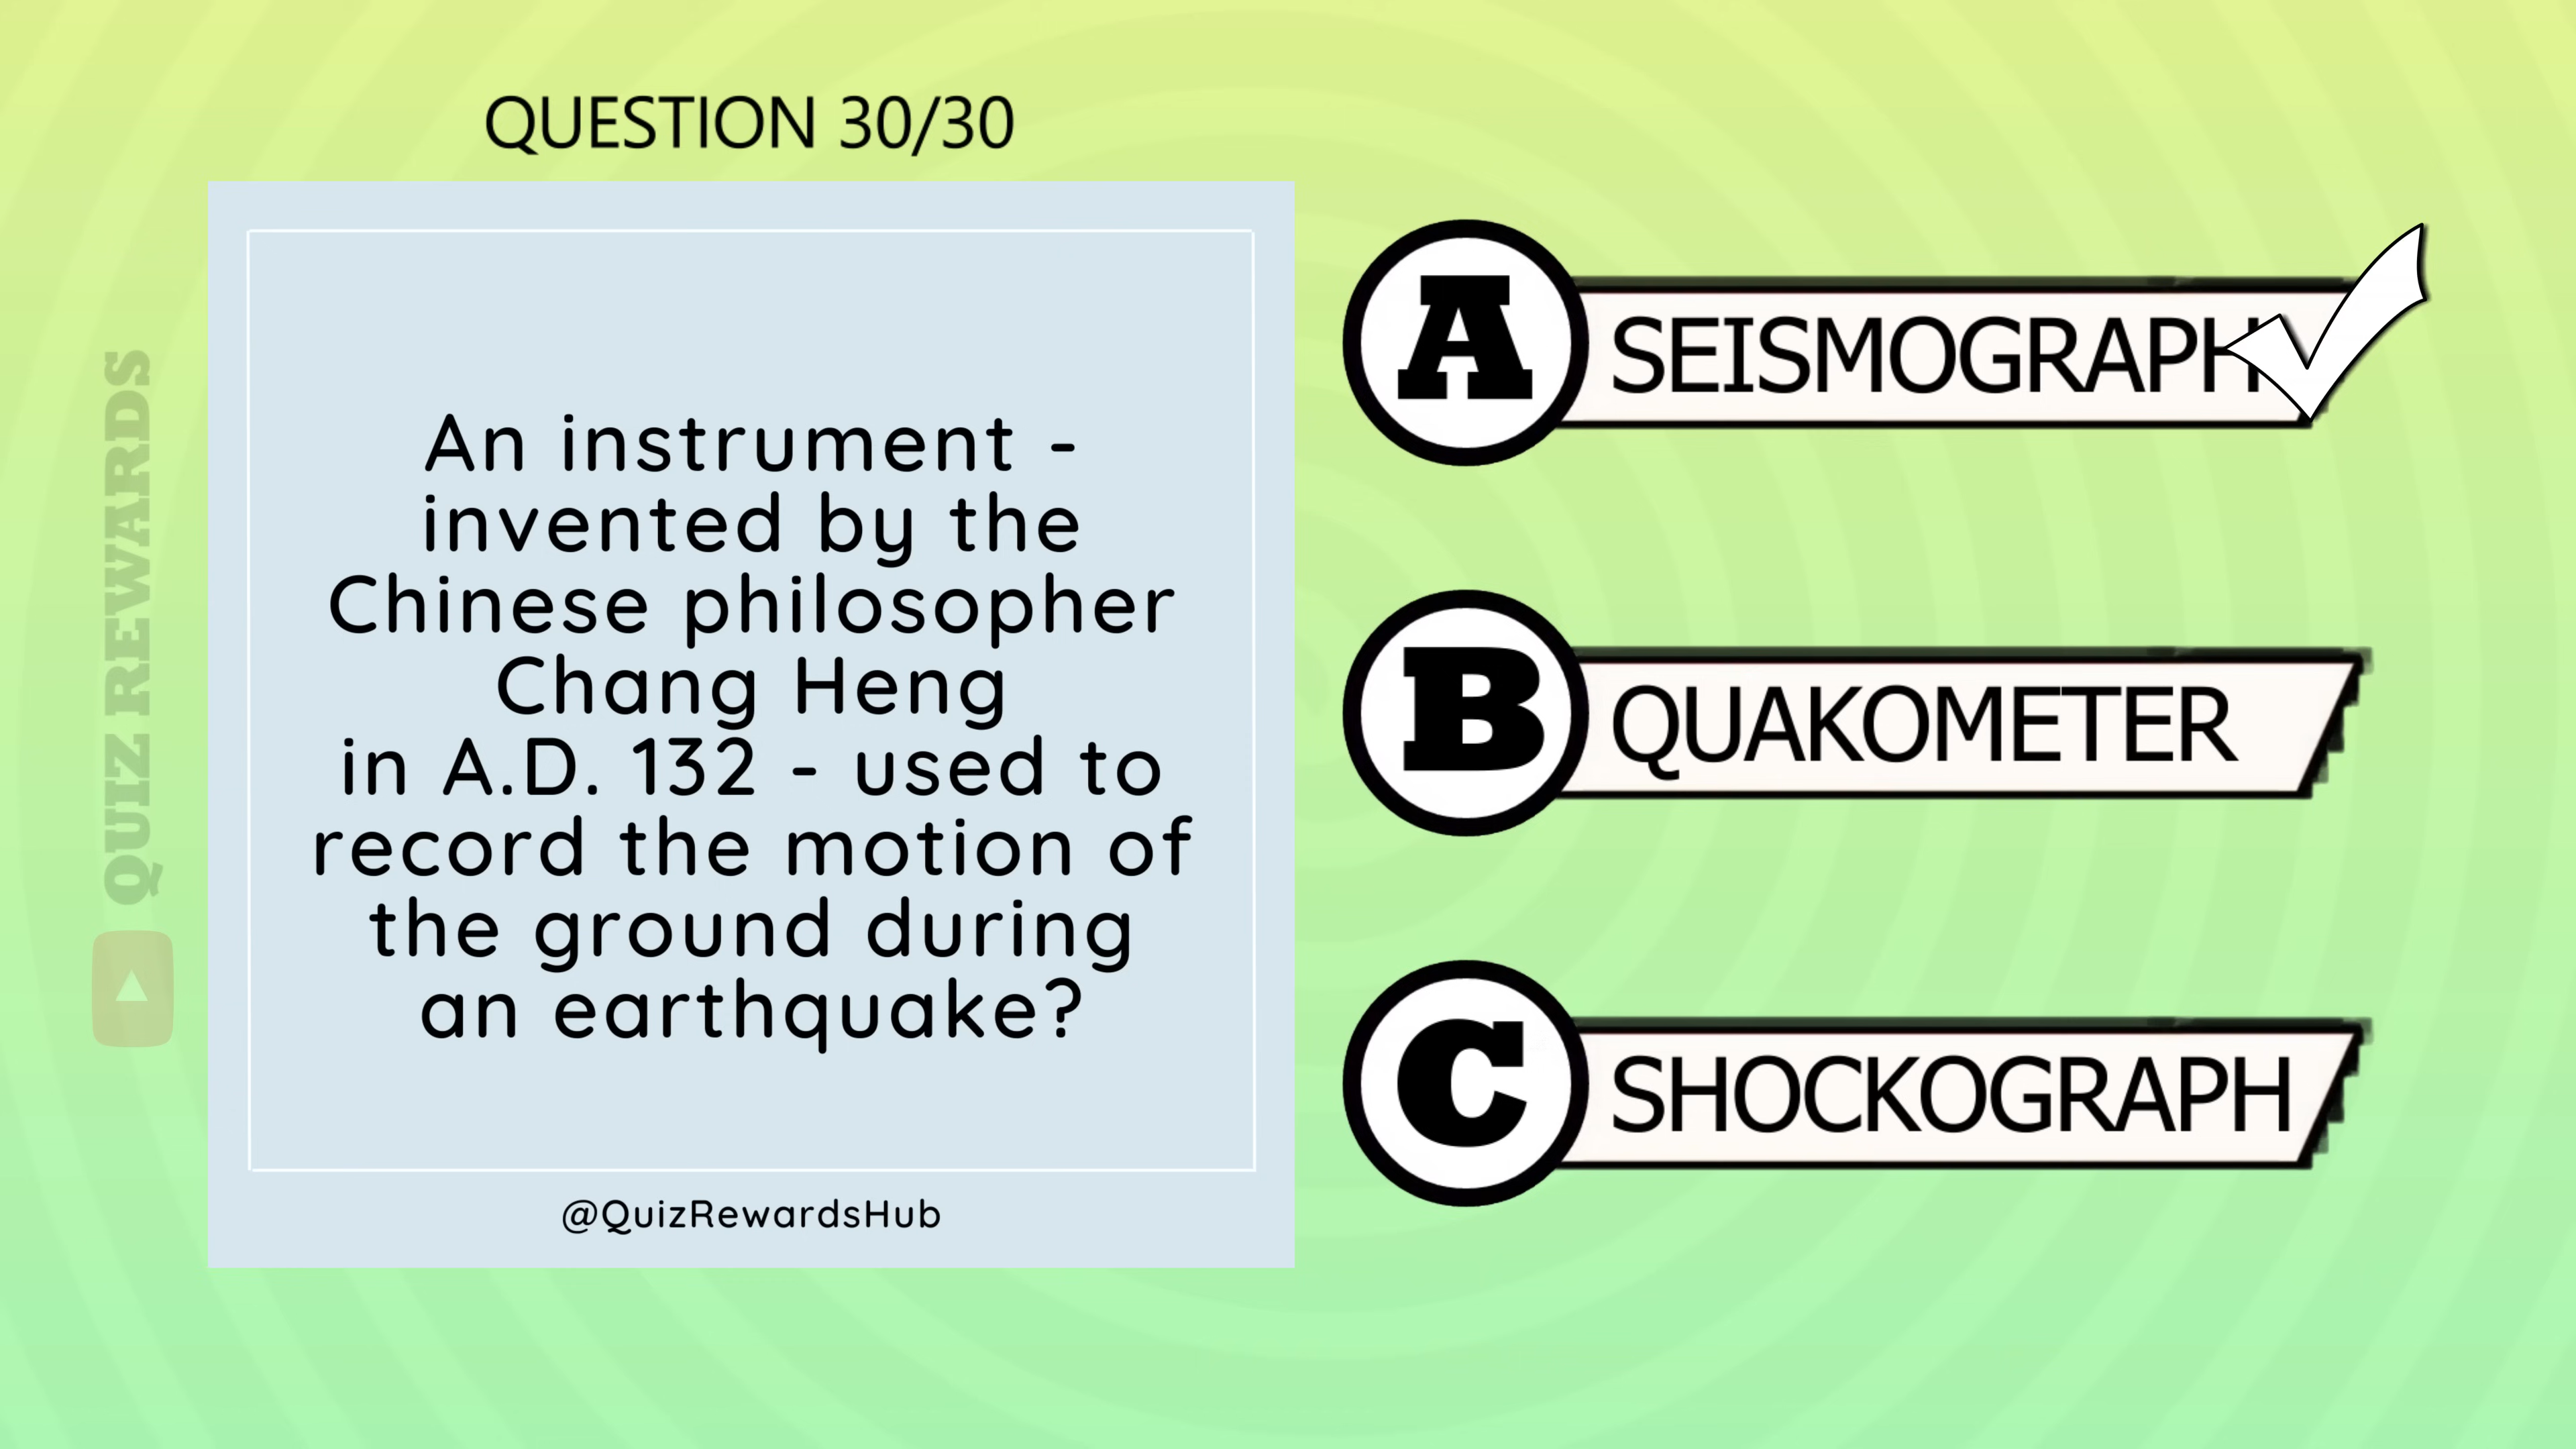 QUESTION 30/30
An instrument -
invented by the
Chinese philosopher
Chang Heng
in A.D. 132 - used to
record the motion of
the ground during
an earthquake?
@QuizRewardsHub
A SEISMOGRAPH
B QUAKOMETER
C SHOCKOGRAPH
QUIZ REWARDS